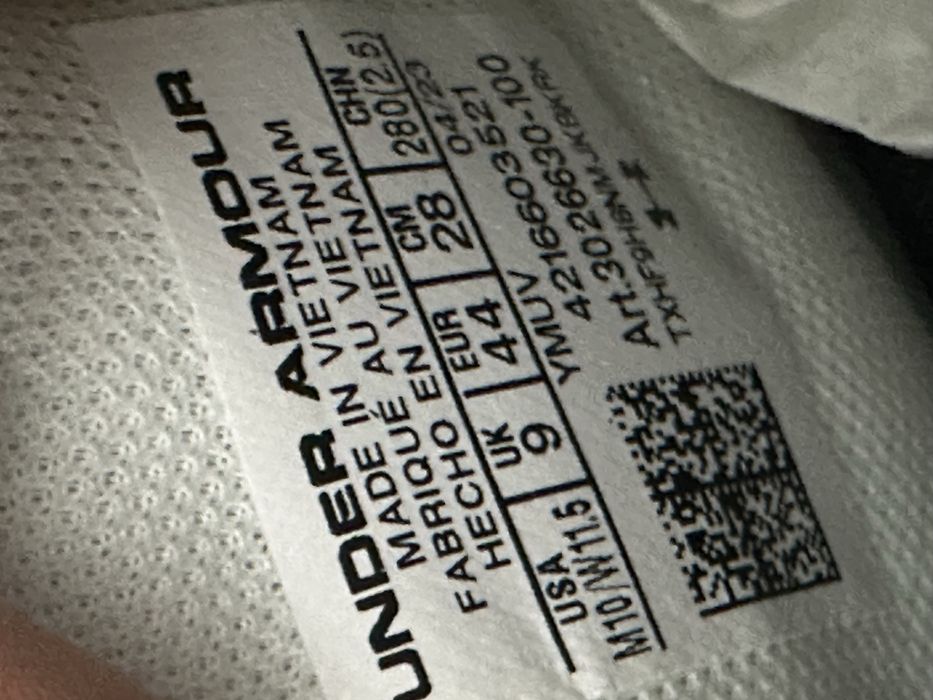 UNDER ARMOUR
MADE IN VIETNAM
FABRIQUÉ AU VIETNAM
HECHO EN VIETNAM
USA UK EUR CM CHN
M10/W11.5 9 44 28 280(2.5)
YMUV 04/23
4216603521
Art.3026630-100